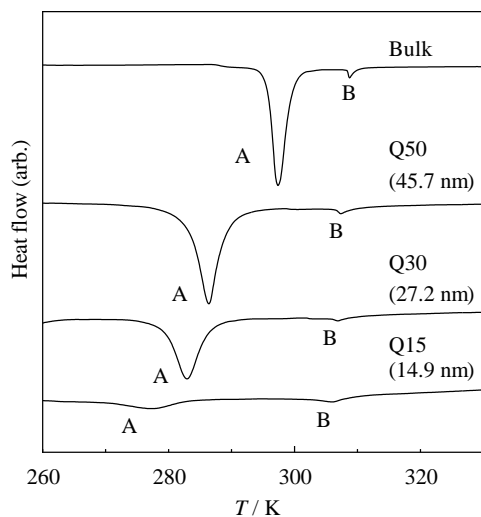 Bulk
B
A
Q50
(45.7 nm)
B
A
Q30
(27.2 nm)
B
A
Q15
(14.9 nm)
A
B
Heat flow (arb.)
260
280
300
320
T / K